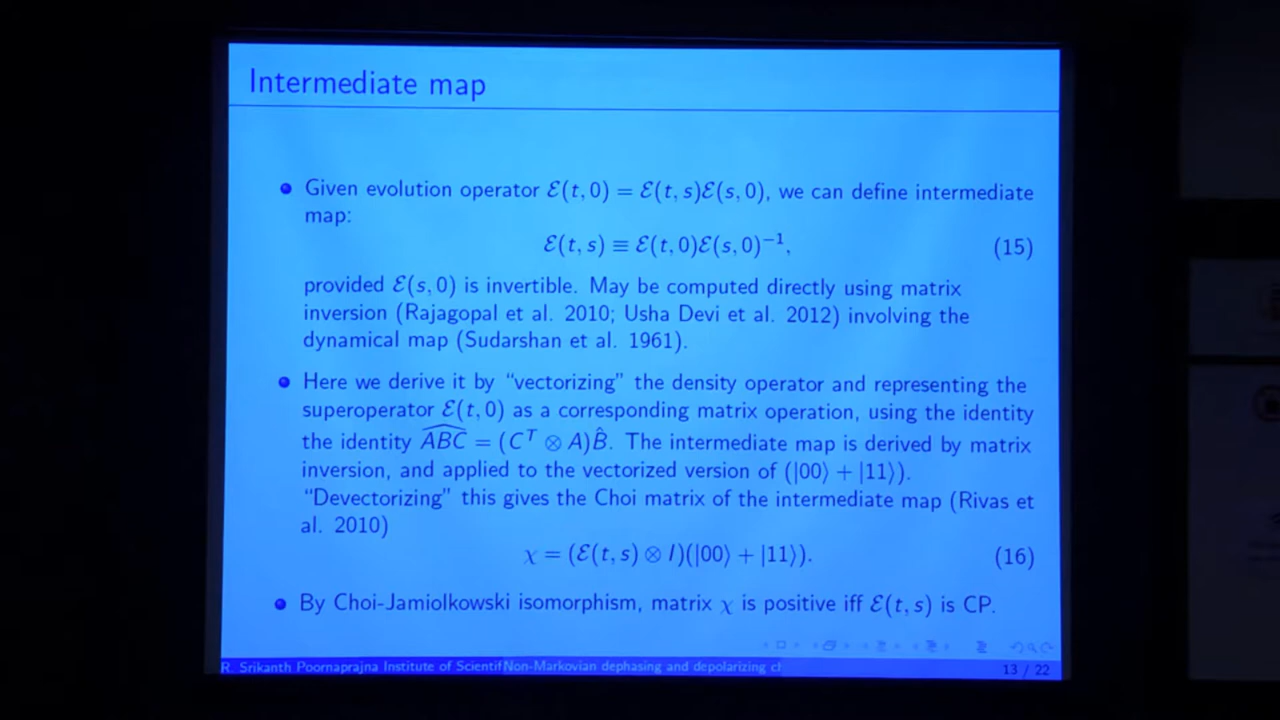 Intermediate map
Given evolution operator ℰ(t, 0) = ℰ(t, s)ℰ(s, 0), we can define intermediate
map:
ℰ(t, s) ≡ ℰ(t, 0)ℰ(s, 0)⁻¹, (15)
provided ℰ(s, 0) is invertible. May be computed directly using matrix
inversion (Rajagopal et al. 2010; Usha Devi et al. 2012) involving the
dynamical map (Sudarshan et al. 1961).
Here we derive it by “vectorizing” the density operator and representing the
superoperator ℰ(t, 0) as a corresponding matrix operation, using the identity
the identity \widehat{ABC} = (Cᵀ ⊗ A)B̂. The intermediate map is derived by matrix
inversion, and applied to the vectorized version of (|00⟩ + |11⟩).
“Devectorizing” this gives the Choi matrix of the intermediate map (Rivas et
al. 2010)
χ = (ℰ(t, s) ⊗ I)(|00⟩ + |11⟩). (16)
By Choi-Jamiolkowski isomorphism, matrix χ is positive iff ℰ(t, s) is CP.
R. Srikanth Poornaprajna Institute of Scientif Non-Markovian dephasing and depolarizing ch 13 / 22